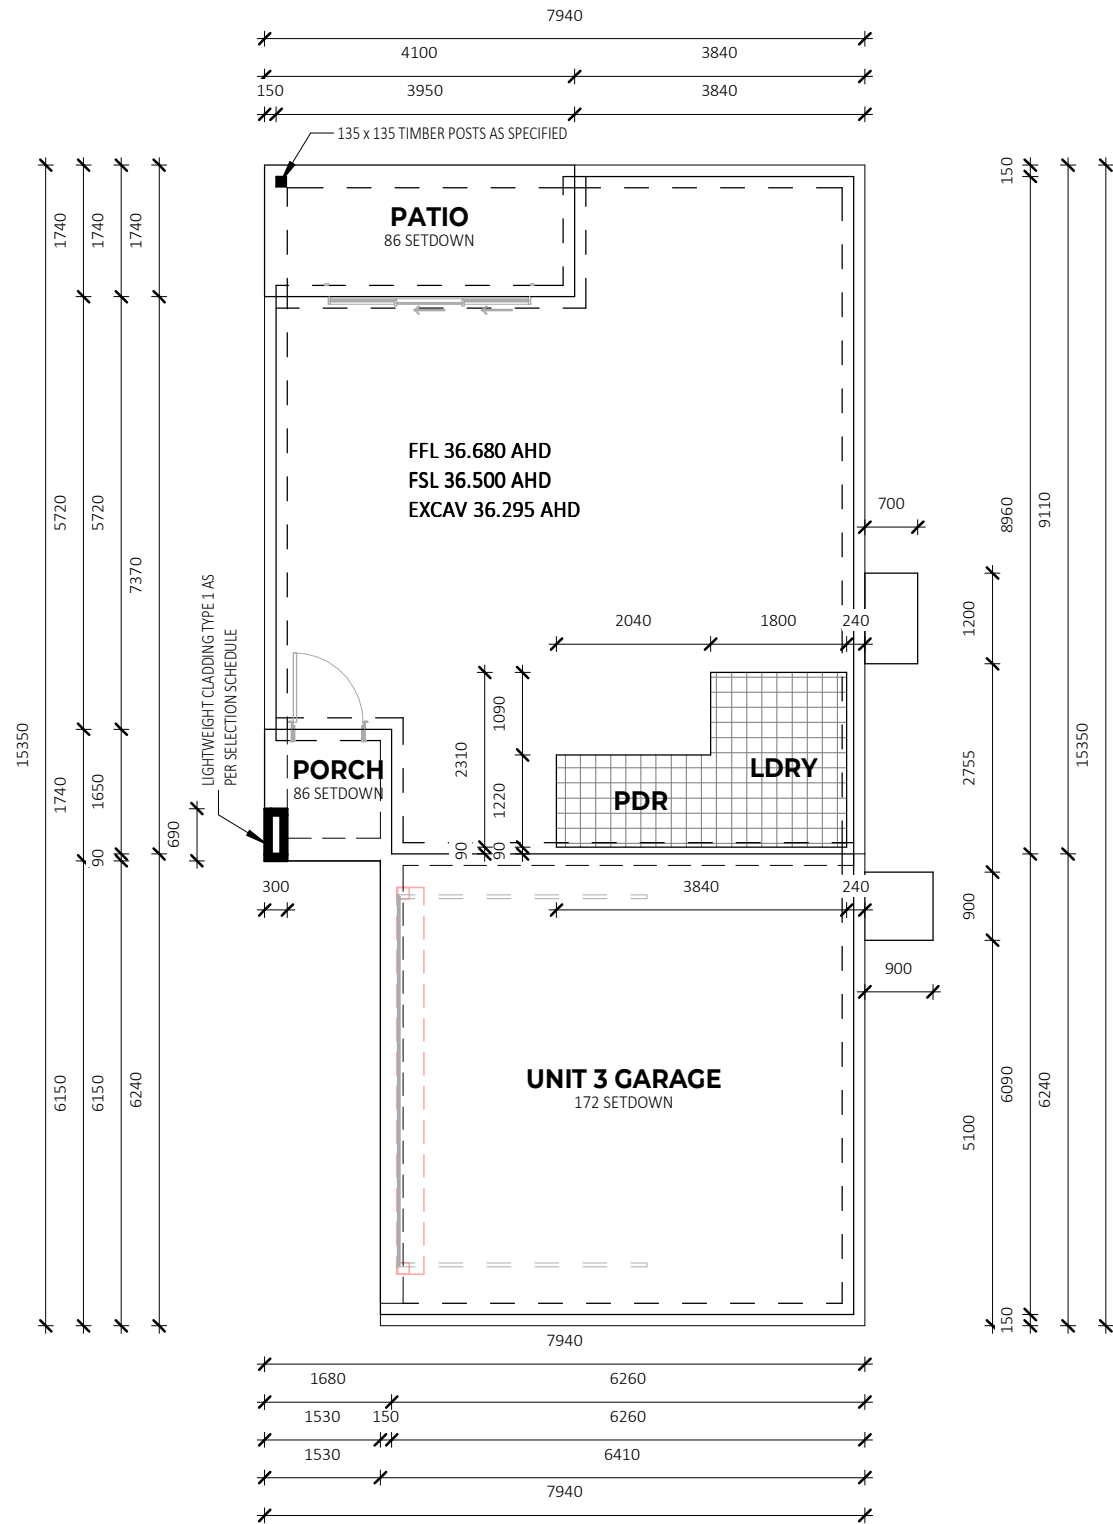 7940
4100 3840
150 3950 3840
135 x 135 TIMBER POSTS AS SPECIFIED
PATIO
86 SETDOWN
FFL 36.680 AHD
FSL 36.500 AHD
EXCAV 36.295 AHD
LIGHTWEIGHT CLADDING TYPE 1 AS
PER SELECTION SCHEDULE
PORCH
86 SETDOWN
PDR
LDRY
UNIT 3 GARAGE
172 SETDOWN
15350
1740
5720
1740
6150
1740
5720
1650
90
6150
1740
7370
6240
690
300
2040 1800 240
2310
90
1090
1220
90
3840 240
700
1200
2755
900
5100
900
150
8960
6090
150
9110
6240
15350
7940
1680 6260
1530 150 6260
1530 6410
7940